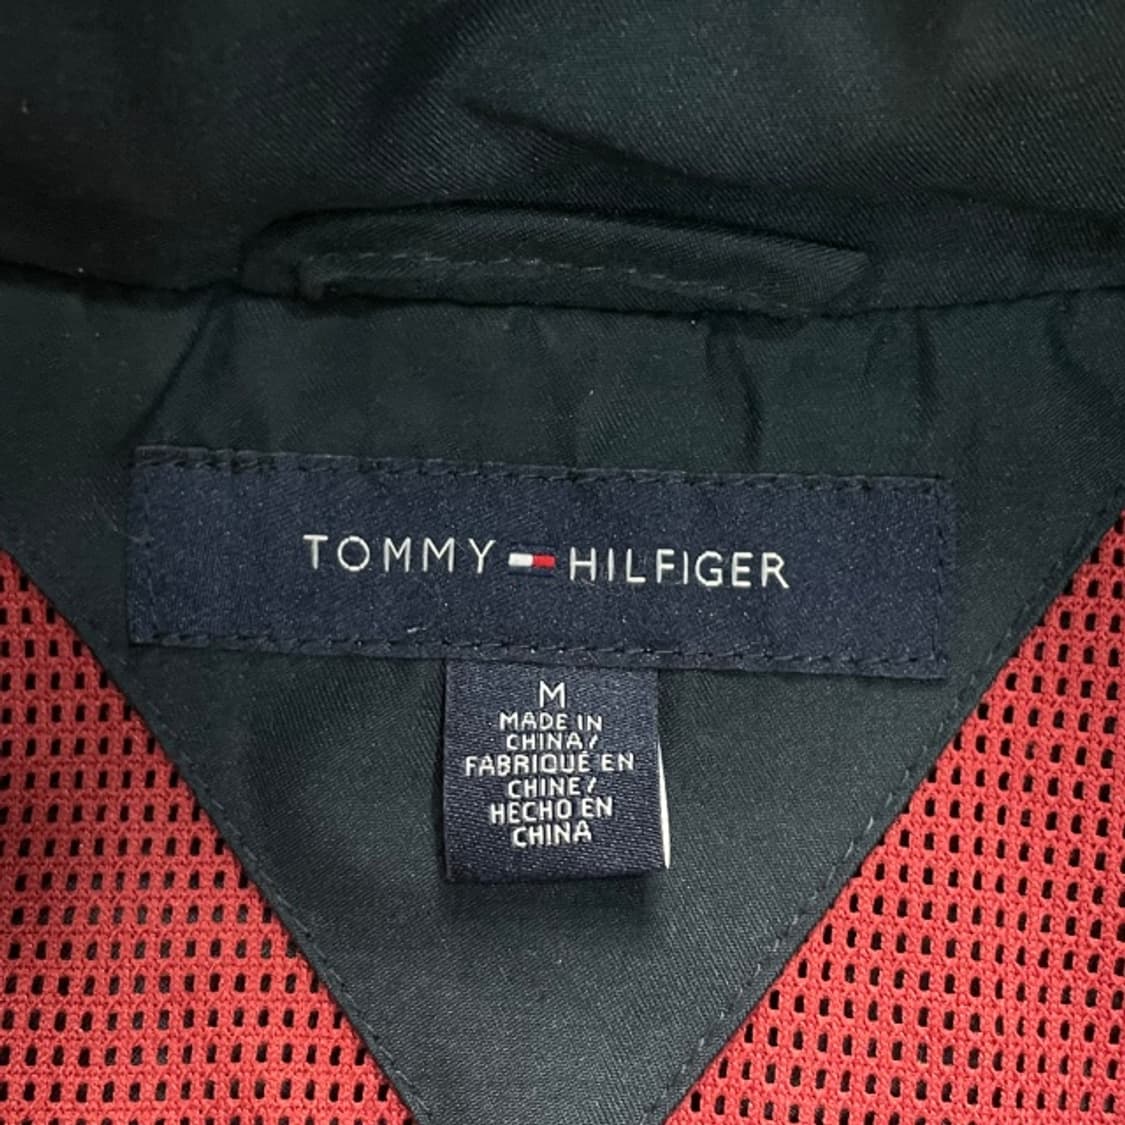 TOMMY HILFIGER
M
MADE IN
CHINA/
FABRIQUÉ EN
CHINE/
HECHO EN
CHINA